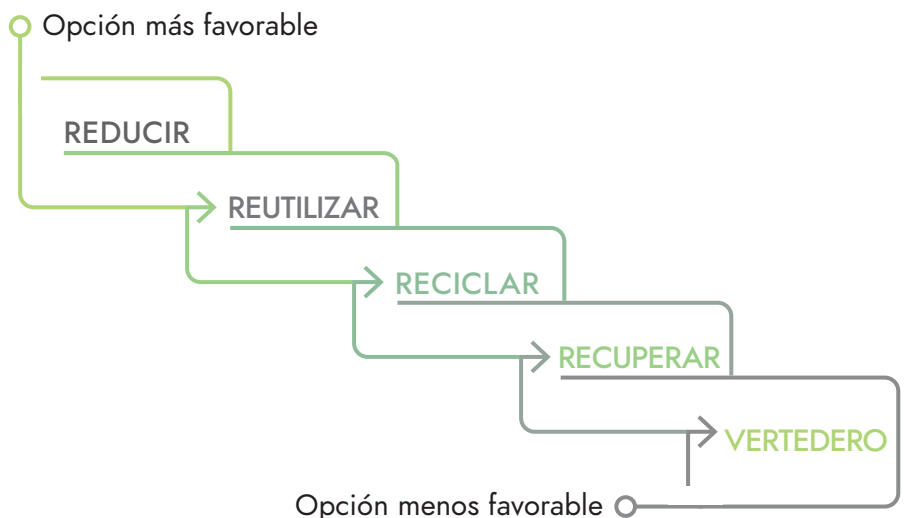 Opción más favorable
REDUCIR
REUTILIZAR
RECICLAR
RECUPERAR
VERTEDERO
Opción menos favorable